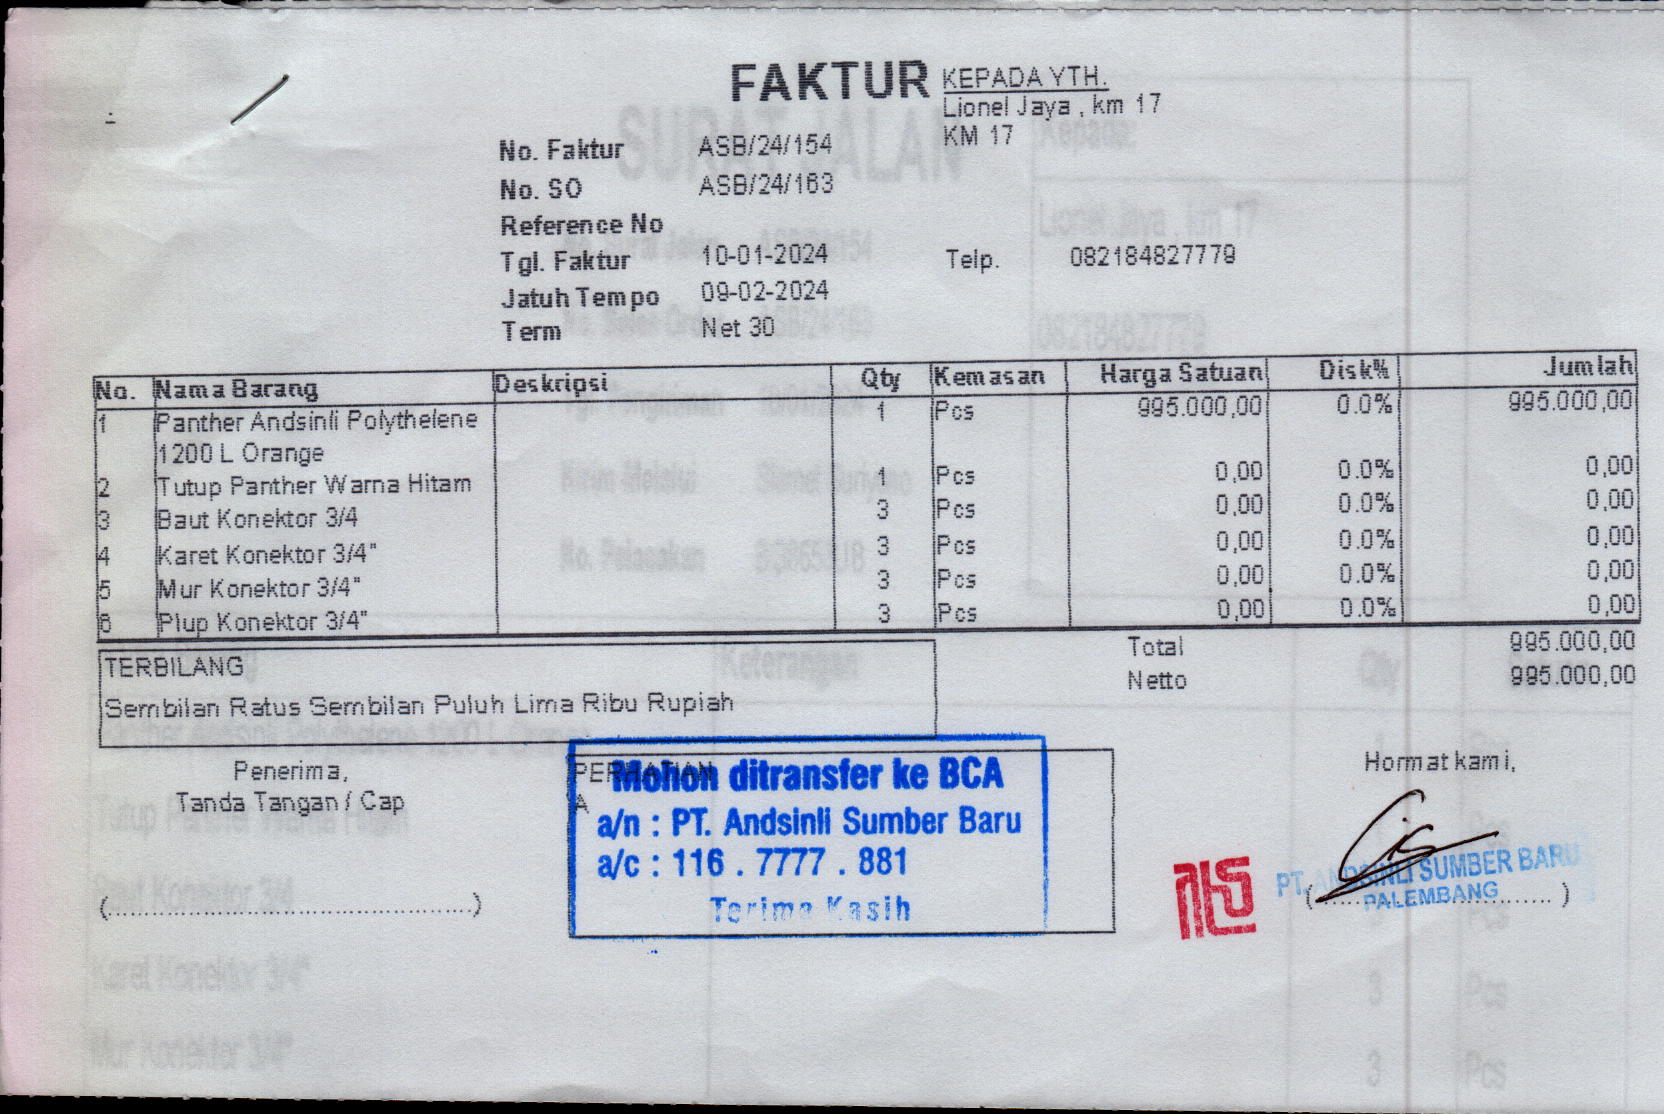 FAKTUR
KEPADA YTH.
Lionel Jaya , km 17
KM 17
No. Faktur ASB/24/154
No. SO ASB/24/163
Reference No
Tgl. Faktur 10-01-2024 Telp. 082184827779
Jatuh Tempo 09-02-2024
Term Net 30
No. Nama Barang Deskripsi Qty Kemasan Harga Satuan Disk% Jumlah
1 Panther Andsinli Polythelene 1 Pcs 995.000,00 0.0% 995.000,00
1200 L Orange
2 Tutup Panther Warna Hitam 1 Pcs 0,00 0.0% 0,00
3 Baut Konektor 3/4 3 Pcs 0,00 0.0% 0,00
4 Karet Konektor 3/4" 3 Pcs 0,00 0.0% 0,00
5 Mur Konektor 3/4" 3 Pcs 0,00 0.0% 0,00
6 Plup Konektor 3/4" 3 Pcs 0,00 0.0% 0,00
Total 995.000,00
Netto 995.000,00
TERBILANG
Sembilan Ratus Sembilan Puluh Lima Ribu Rupiah
Penerima,
Tanda Tangan / Cap
PERHATIAN
A
Mohon ditransfer ke BCA
a/n : PT. Andsinli Sumber Baru
a/c : 116 . 7777 . 881
Terima Kasih
Hormat kami,
PT. ANDSINLI SUMBER BARU
PALEMBANG